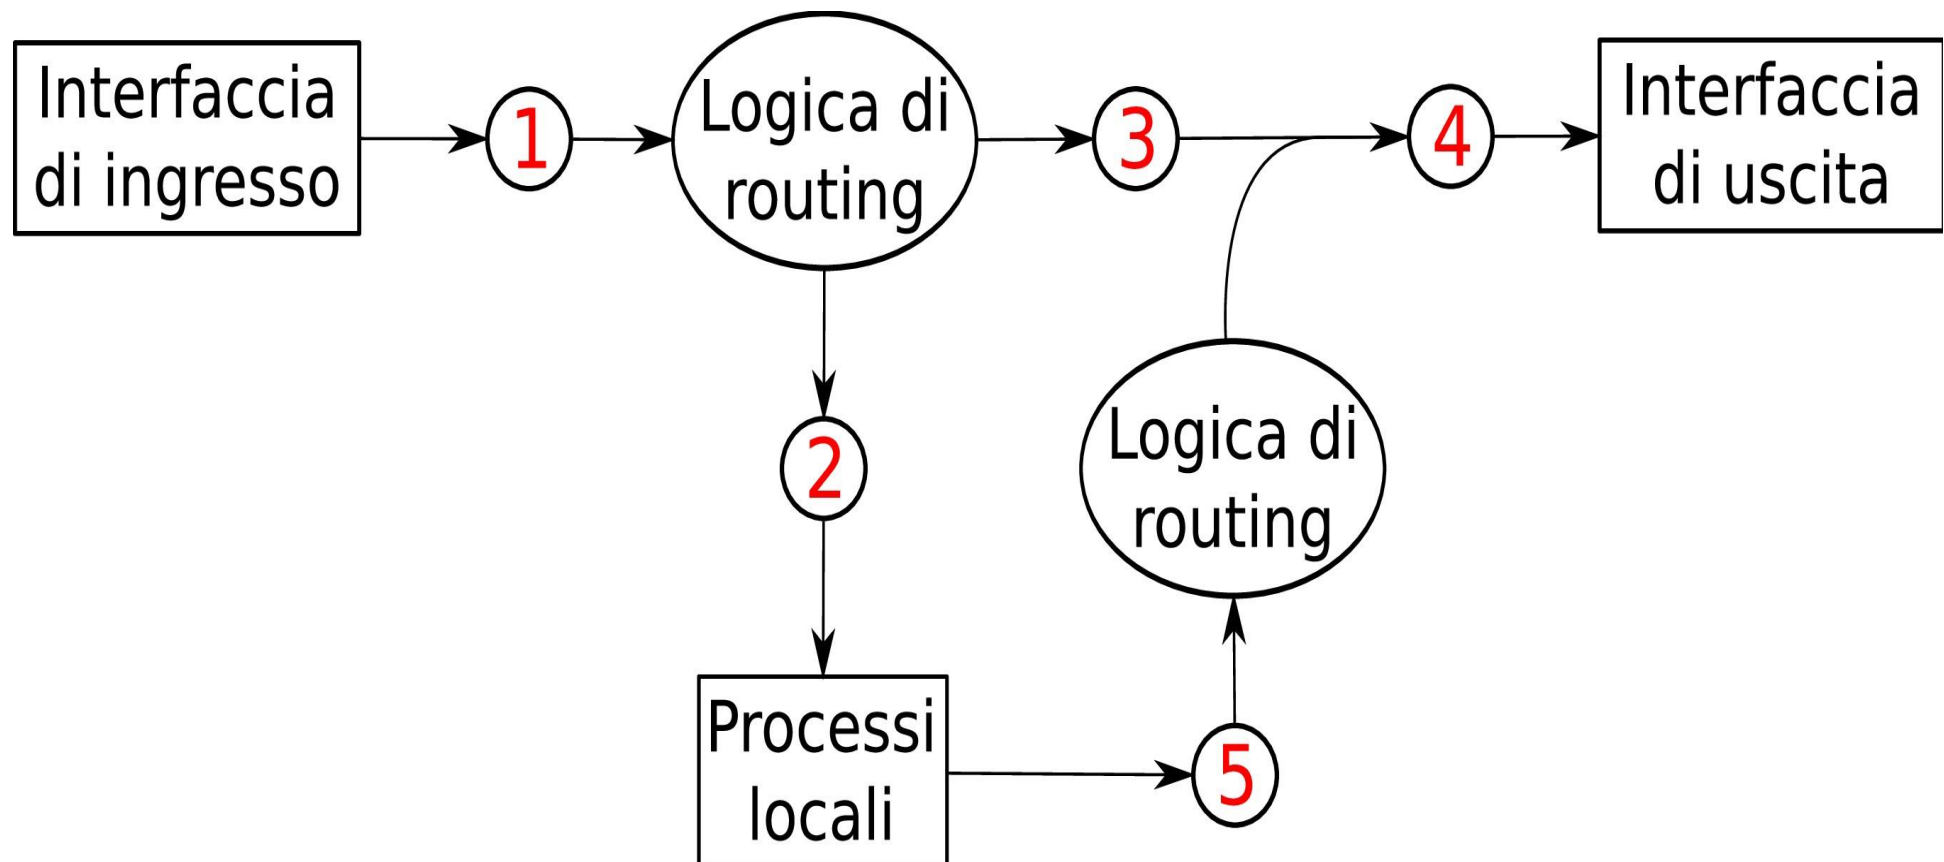 Interfaccia
di ingresso
1
Logica di
routing
3
4
Interfaccia
di uscita
2
Logica di
routing
Processi
locali
5